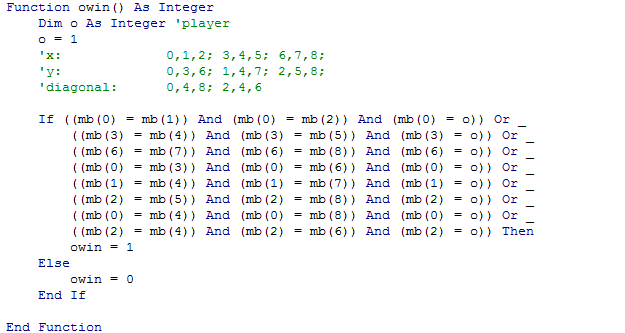 Function owin() As Integer
    Dim o As Integer 'player
    o = 1
    'x:             0,1,2; 3,4,5; 6,7,8;
    'y:             0,3,6; 1,4,7; 2,5,8;
    'diagonal:      0,4,8; 2,4,6

    If ((mb(0) = mb(1)) And (mb(0) = mb(2)) And (mb(0) = o)) Or _
        ((mb(3) = mb(4)) And (mb(3) = mb(5)) And (mb(3) = o)) Or _
        ((mb(6) = mb(7)) And (mb(6) = mb(8)) And (mb(6) = o)) Or _
        ((mb(0) = mb(3)) And (mb(0) = mb(6)) And (mb(0) = o)) Or _
        ((mb(1) = mb(4)) And (mb(1) = mb(7)) And (mb(1) = o)) Or _
        ((mb(2) = mb(5)) And (mb(2) = mb(8)) And (mb(2) = o)) Or _
        ((mb(0) = mb(4)) And (mb(0) = mb(8)) And (mb(0) = o)) Or _
        ((mb(2) = mb(4)) And (mb(2) = mb(6)) And (mb(2) = o)) Then
        owin = 1
    Else
        owin = 0
    End If

End Function